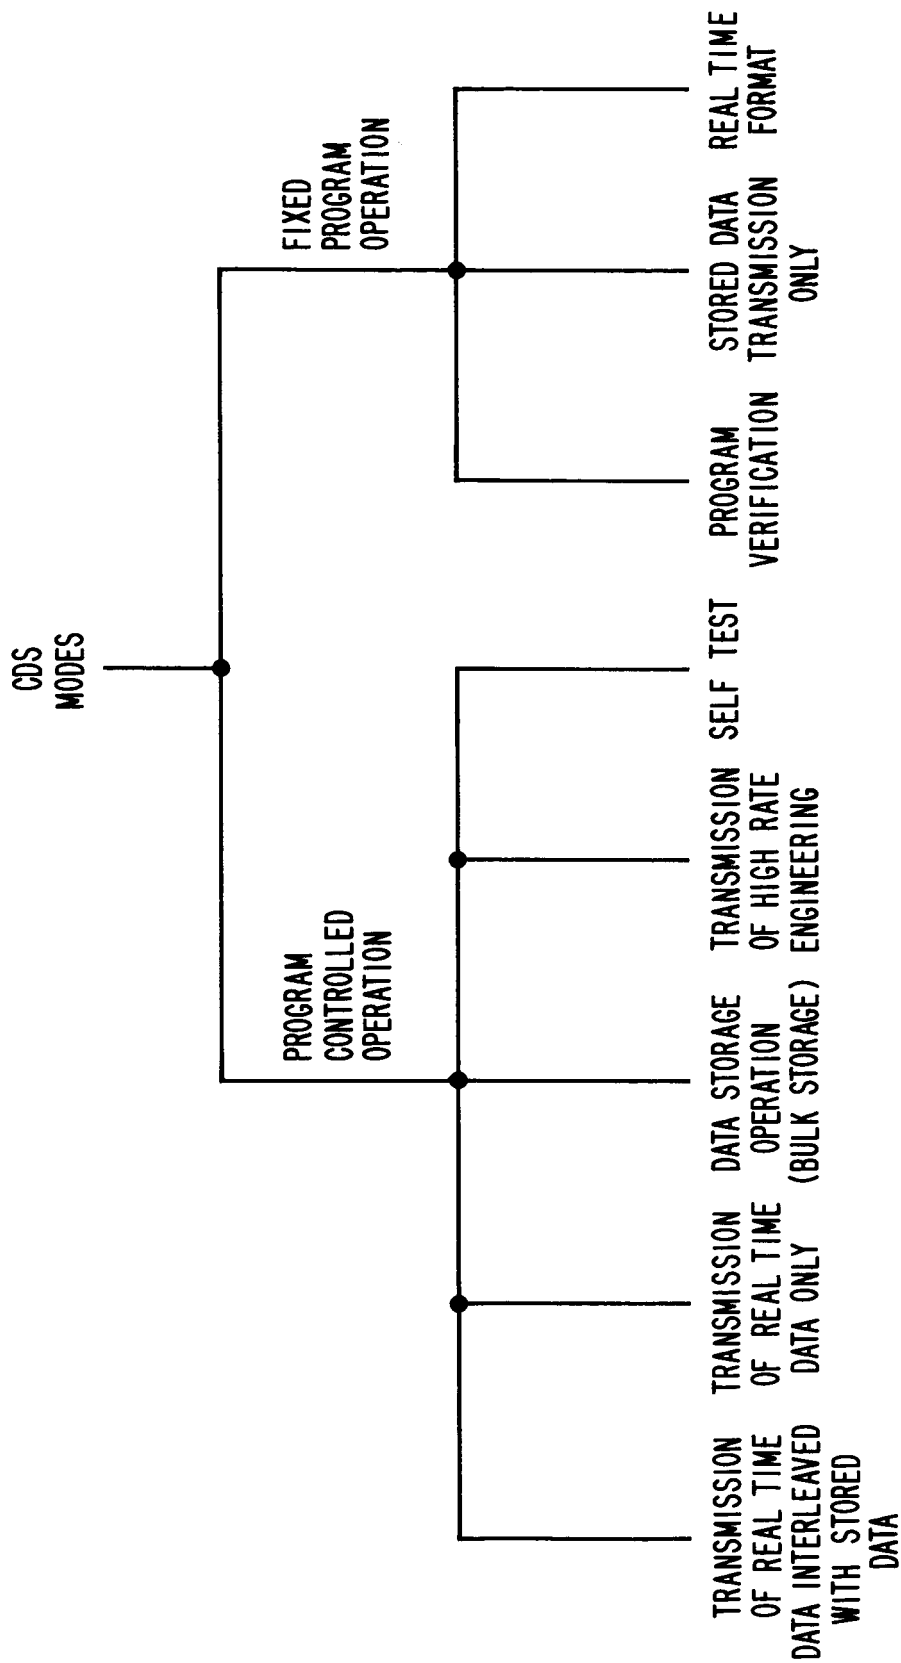 CDS
MODES
PROGRAM
CONTROLLED
OPERATION
FIXED
PROGRAM
OPERATION
TRANSMISSION
OF REAL TIME
DATA INTERLEAVED
WITH STORED
DATA
TRANSMISSION
OF REAL TIME
DATA ONLY
DATA STORAGE
OPERATION
(BULK STORAGE)
TRANSMISSION
OF HIGH RATE
ENGINEERING
SELF TEST
PROGRAM
VERIFICATION
STORED DATA
TRANSMISSION
ONLY
REAL TIME
FORMAT